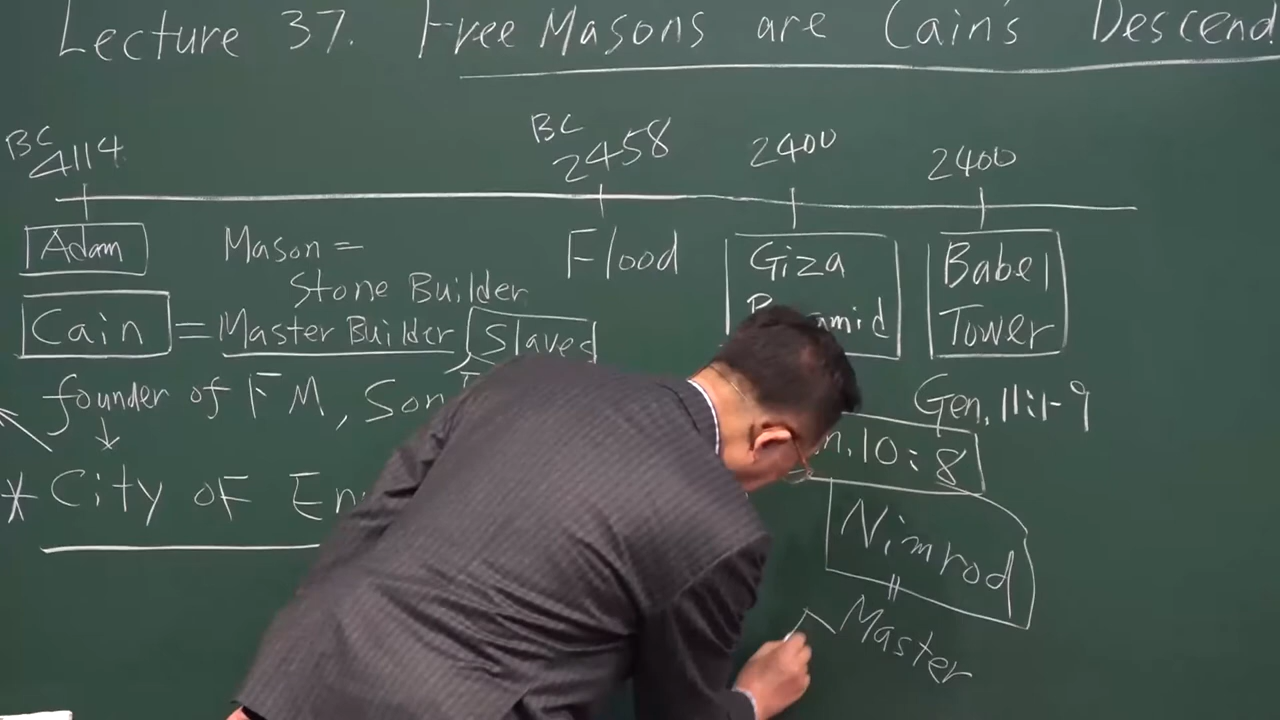 Lecture 37. Free Masons are Cain's Descend
BC 4114
BC 2458
2400
2400
Adam
Mason =
Stone Builder
Flood
Giza
Babel
Tower
Cain = Master Builder, Slaves
founder of FM, Son
Gen. 11:1-9
10:8
* City of En
Nimrod
Master